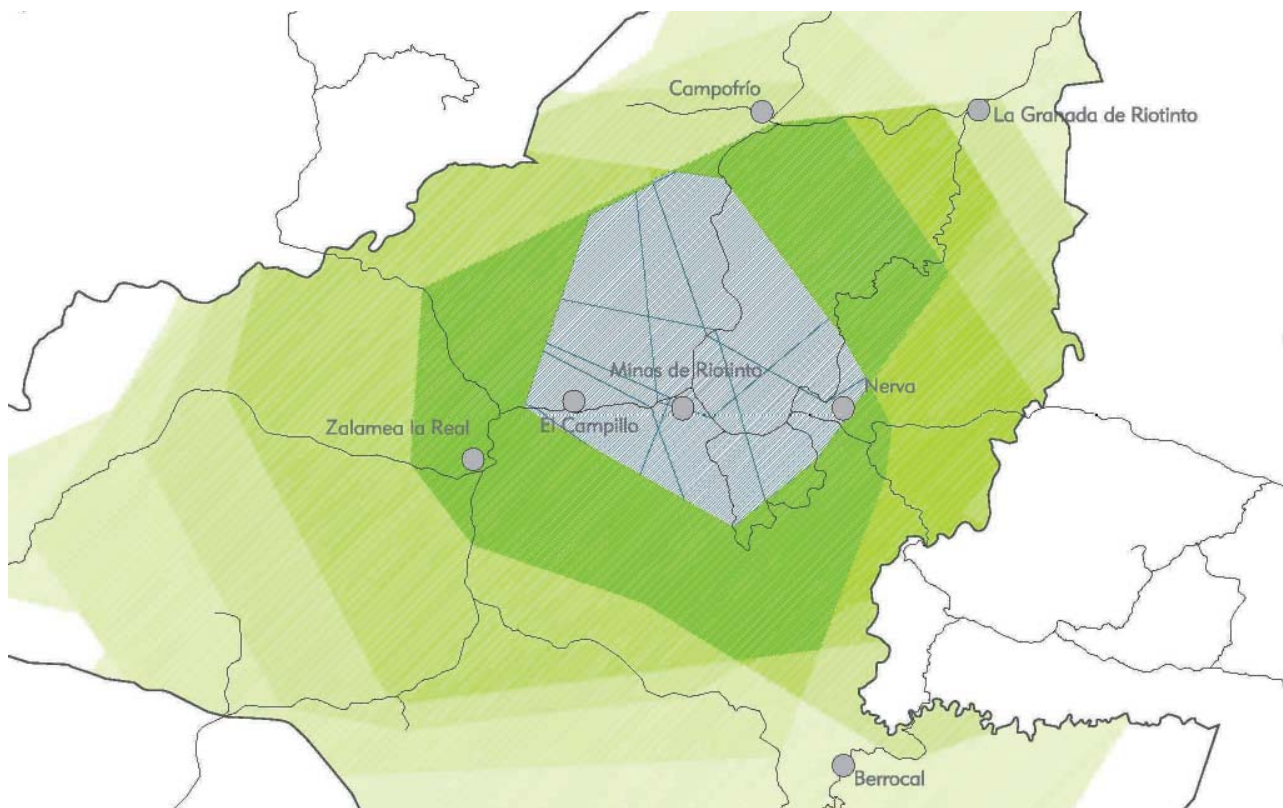 Campofrío
La Granada de Riotinto
Minas de Riotinto
Nerva
El Campillo
Zalamea la Real
Berrocal